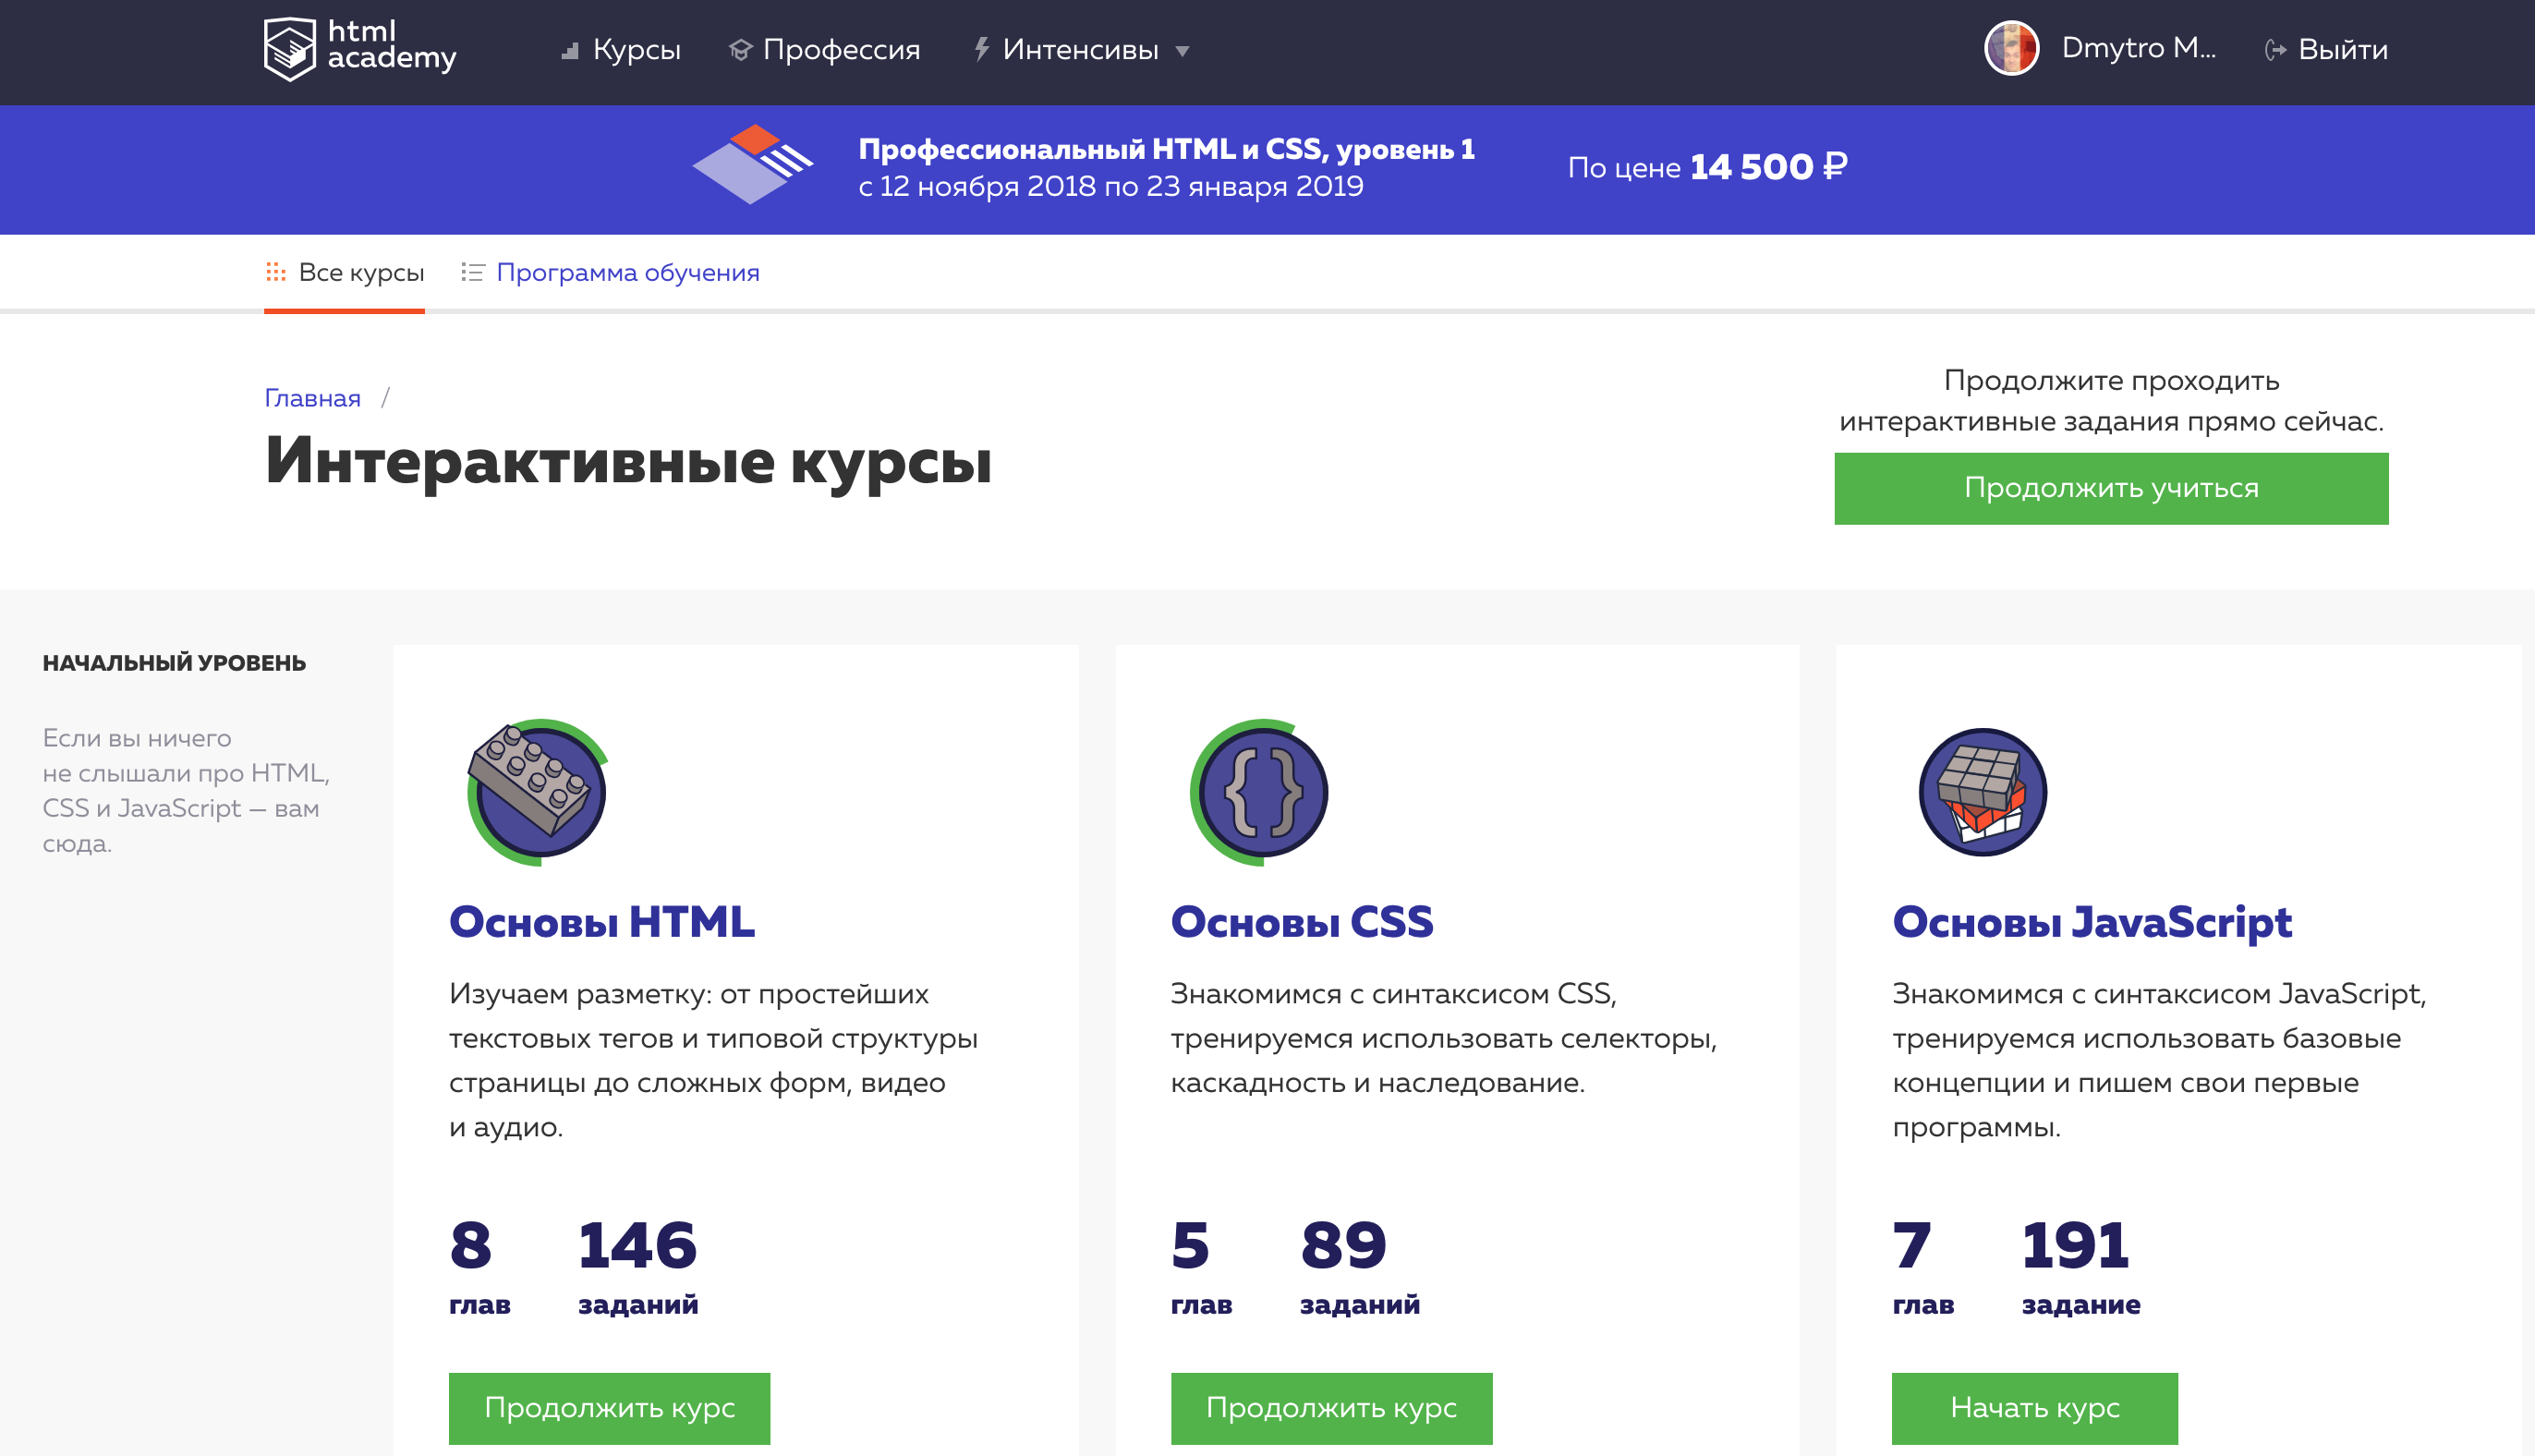 html
academy
Курсы
Профессия
Интенсивы
Dmytro M...
Выйти
Профессиональный HTML и CSS, уровень 1
с 12 ноября 2018 по 23 января 2019
По цене 14 500 ₽
Все курсы
Программа обучения
Главная /
Интерактивные курсы
Продолжите проходить
интерактивные задания прямо сейчас.
Продолжить учиться
НАЧАЛЬНЫЙ УРОВЕНЬ
Если вы ничего
не слышали про HTML,
CSS и JavaScript — вам
сюда.
Основы HTML
Изучаем разметку: от простейших
текстовых тегов и типовой структуры
страницы до сложных форм, видео
и аудио.
8 146
глав заданий
Продолжить курс
Основы CSS
Знакомимся с синтаксисом CSS,
тренируемся использовать селекторы,
каскадность и наследование.
5 89
глав заданий
Продолжить курс
Основы JavaScript
Знакомимся с синтаксисом JavaScript,
тренируемся использовать базовые
концепции и пишем свои первые
программы.
7 191
глав задание
Начать курс